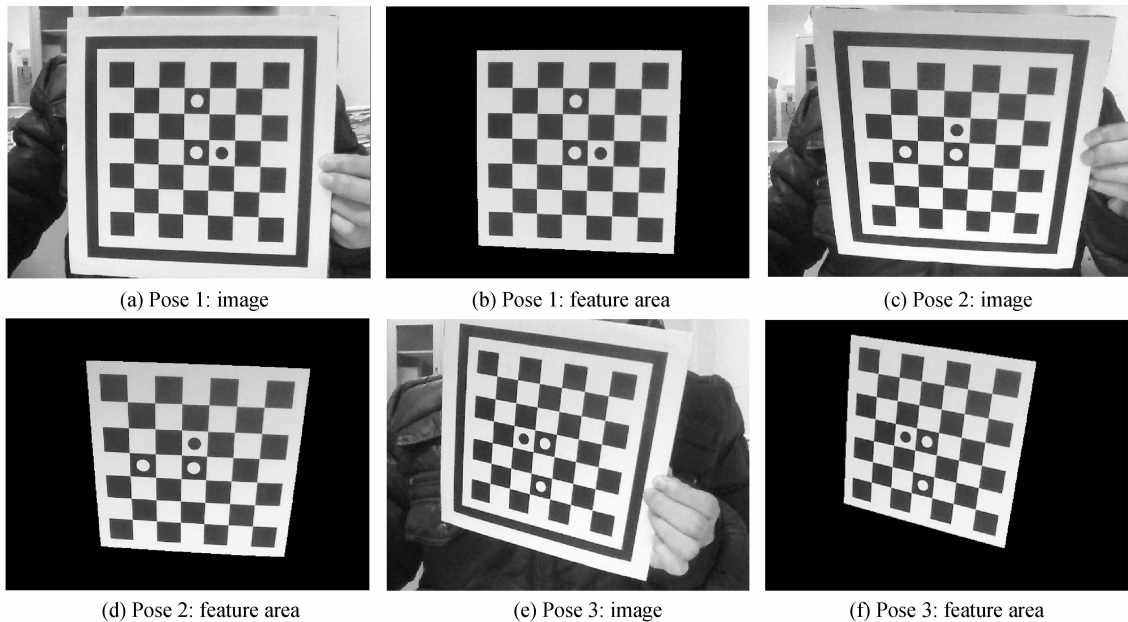 (a) Pose 1: image
(b) Pose 1: feature area
(c) Pose 2: image
(d) Pose 2: feature area
(e) Pose 3: image
(f) Pose 3: feature area